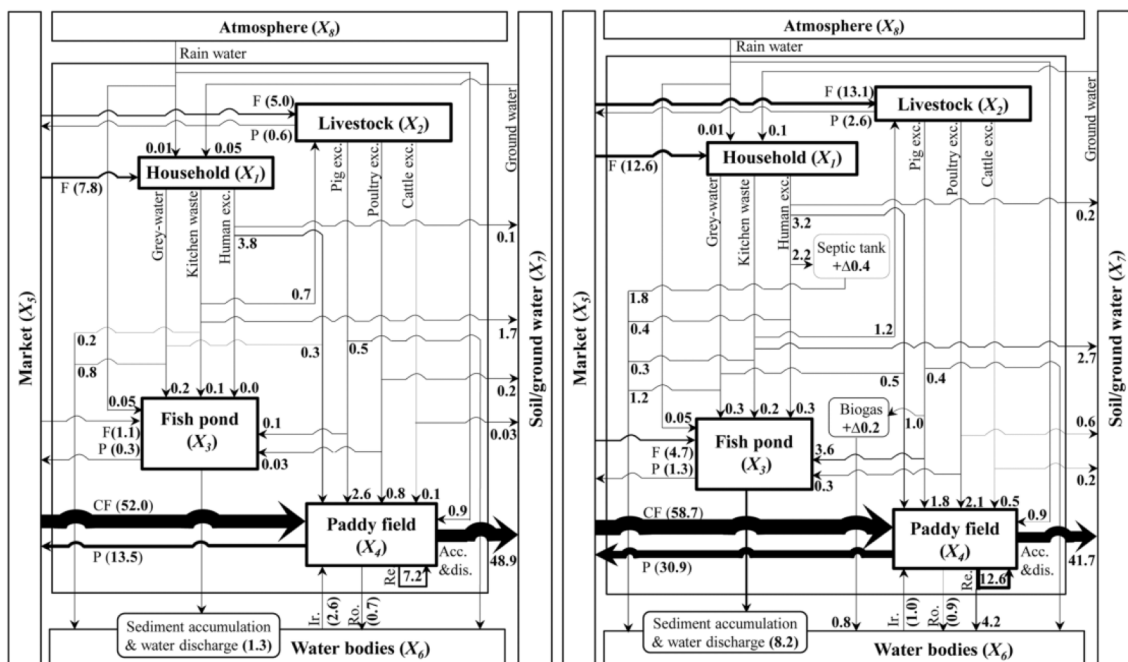 Atmosphere (X8)
Rain water
F (5.0)
P (0.6)
Livestock (X2)
0.01
0.05
Household (X1)
F (7.8)
Pig exc.
Poultry exc.
Cattle exc.
Ground water
Grey-water
Kitchen waste
Human exc.
3.8
0.1
0.7
Market (X5)
Soil/ground water (X7)
0.2
0.3
0.5
1.7
0.8
0.2
0.2
0.1
0.0
0.05
Fish pond
(X3)
F(1.1)
P (0.3)
0.1
0.03
0.03
2.6
0.8
0.1
0.9
CF (52.0)
Paddy field
(X4)
P (13.5)
Acc.
&dis.
48.9
Re.
7.2
Ir.
(2.6)
Ro.
(0.7)
Sediment accumulation
& water discharge (1.3)
Water bodies (X6)
Atmosphere (X8)
Rain water
F (13.1)
P (2.6)
Livestock (X2)
0.01
0.1
Household (X1)
F (12.6)
Pig exc.
Poultry exc.
Cattle exc.
Ground water
Grey-water
Kitchen waste
Human exc.
3.2
0.2
2.2
Septic tank
+Δ0.4
Market (X5)
Soil/ground water (X7)
1.8
0.4
1.2
2.7
0.3
0.5
0.4
1.2
0.3
0.2
0.3
Biogas
+Δ0.2
1.0
0.6
0.05
Fish pond
(X3)
F (4.7)
P (1.3)
3.6
0.3
0.2
1.8
2.1
0.5
0.9
CF (58.7)
Paddy field
(X4)
P (30.9)
Acc.
&dis.
41.7
Re.
12.6
Ir.
(1.0)
Ro.
(0.9)
0.8
4.2
Sediment accumulation
& water discharge (8.2)
Water bodies (X6)